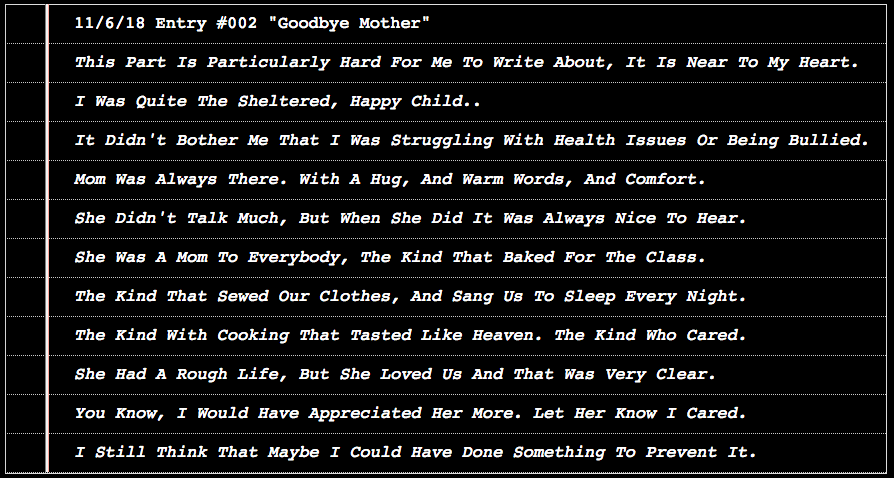 11/6/18 Entry #002 "Goodbye Mother"
This Part Is Particularly Hard For Me To Write About, It Is Near To My Heart.
I Was Quite The Sheltered, Happy Child..
It Didn't Bother Me That I Was Struggling With Health Issues Or Being Bullied.
Mom Was Always There. With A Hug, And Warm Words, And Comfort.
She Didn't Talk Much, But When She Did It Was Always Nice To Hear.
She Was A Mom To Everybody, The Kind That Baked For The Class.
The Kind That Sewed Our Clothes, And Sang Us To Sleep Every Night.
The Kind With Cooking That Tasted Like Heaven. The Kind Who Cared.
She Had A Rough Life, But She Loved Us And That Was Very Clear.
You Know, I Would Have Appreciated Her More. Let Her Know I Cared.
I Still Think That Maybe I Could Have Done Something To Prevent It.